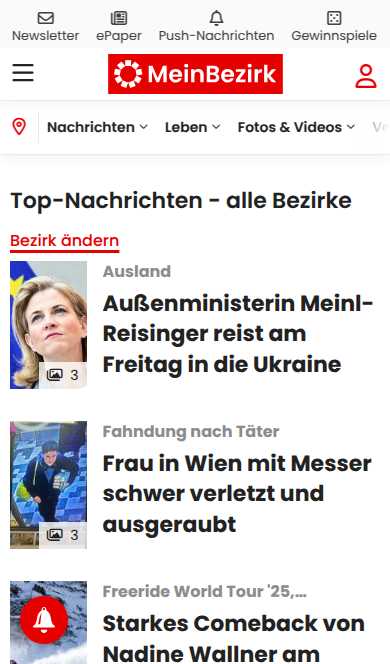 Newsletter
ePaper
Push-Nachrichten
Gewinnspiele
MeinBezirk
Nachrichten
Leben
Fotos & Videos
Top-Nachrichten - alle Bezirke
Bezirk ändern
Ausland
Außenministerin Meinl-
Reisinger reist am
Freitag in die Ukraine
3
Fahndung nach Täter
Frau in Wien mit Messer
schwer verletzt und
ausgeraubt
3
Freeride World Tour '25,...
Starkes Comeback von
Nadine Wallner am